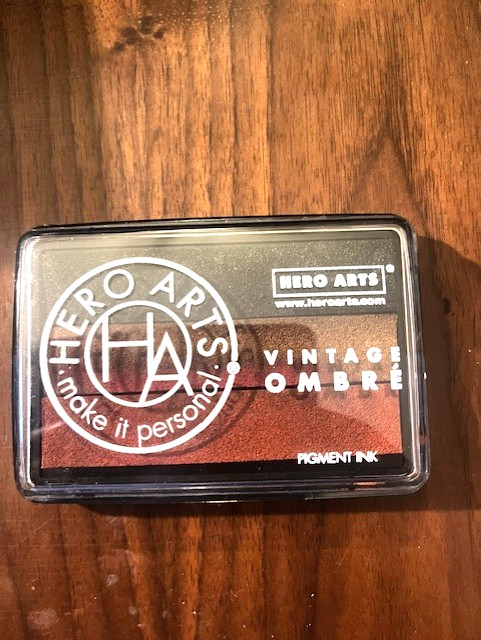 HERO ARTS
HA
make it personal
HERO ARTS®
www.heroarts.com
VINTAGE
OMBRÉ
PIGMENT INK